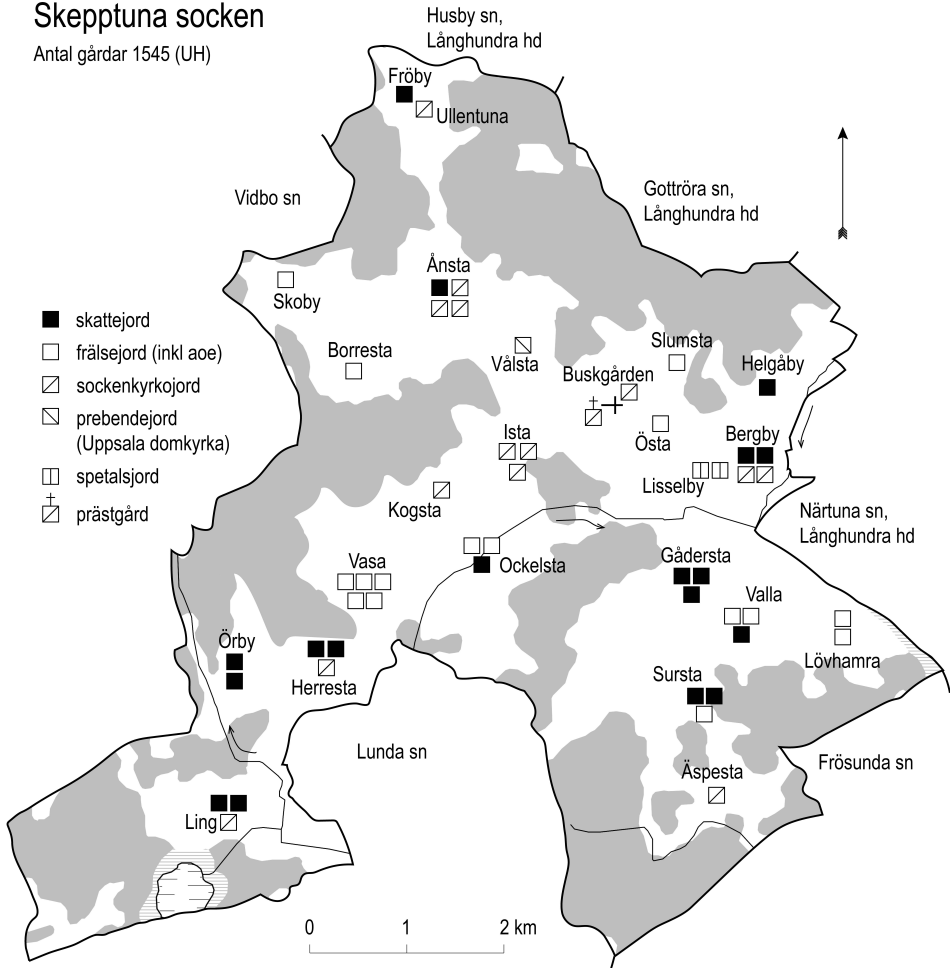 Skepptuna socken
Antal gårdar 1545 (UH)
Husby sn,
Långhundra hd
Fröby
Ullentuna
Vidbo sn
Gottröra sn,
Långhundra hd
Ånsta
Skoby
skattejord
frälsejord (inkl aoe)
sockenkyrkojord
prebendejord
(Uppsala domkyrka)
spetalsjord
prästgård
Borresta
Vålsta
Slumsta
Buskgården
Helgåby
Ista
Östa
Bergby
Lisselby
Kogsta
Närtuna sn,
Långhundra hd
Vasa
Ockelsta
Gådersta
Valla
Örby
Herresta
Lövhamra
Sursta
Lunda sn
Frösunda sn
Äspesta
Ling
0 1 2 km